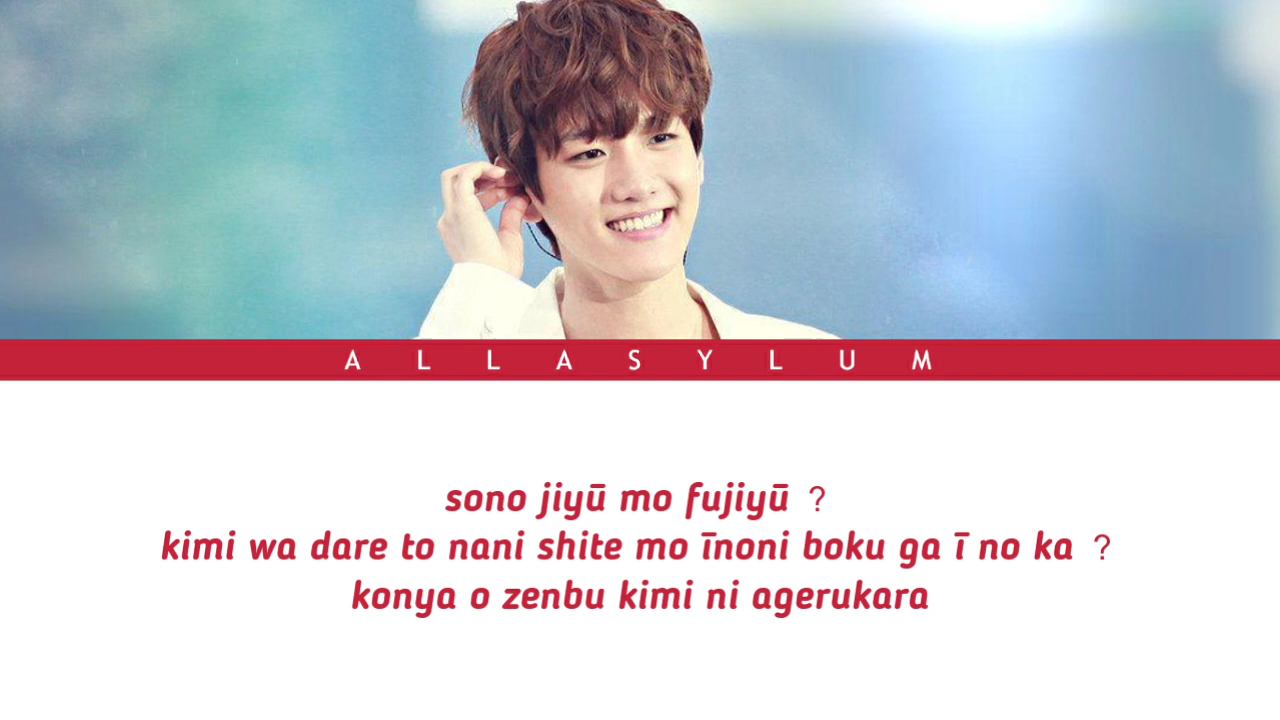 ALLASYLUM
sono jiyū mo fujiyū ?
kimi wa dare to nani shite mo īnoni boku ga ī no ka ?
konya o zenbu kimi ni agerukara